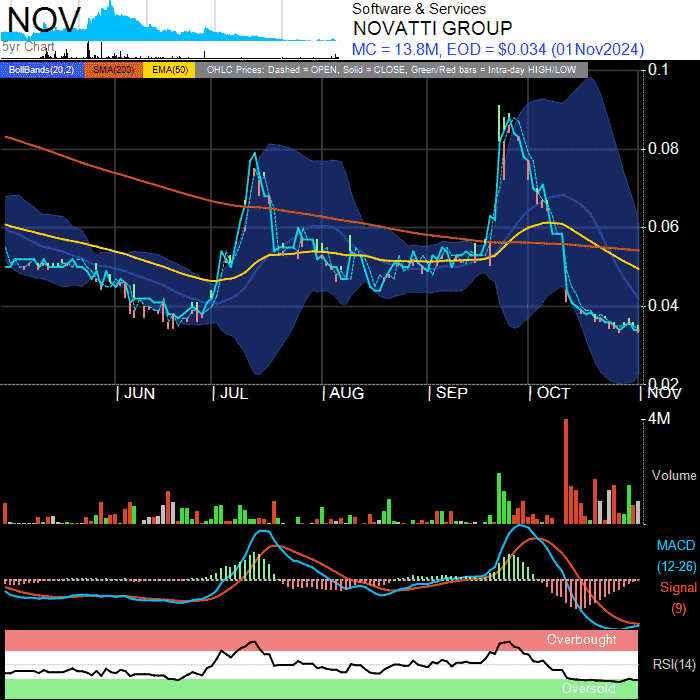 NOV
Software & Services
NOVATTI GROUP
5yr Chart
MC = 13.8M, EOD = $0.034 (01Nov2024)
BollBands(20,2) SMA(200) EMA(50) OHLC Prices: Dashed = OPEN, Solid = CLOSE, Green/Red bars = Intra-day HIGH/LOW
0.1
0.08
0.06
0.04
0.02
JUN JUL AUG SEP OCT NOV
4M
Volume
MACD
(12-26)
Signal
(9)
Overbought
RSI(14)
Oversold